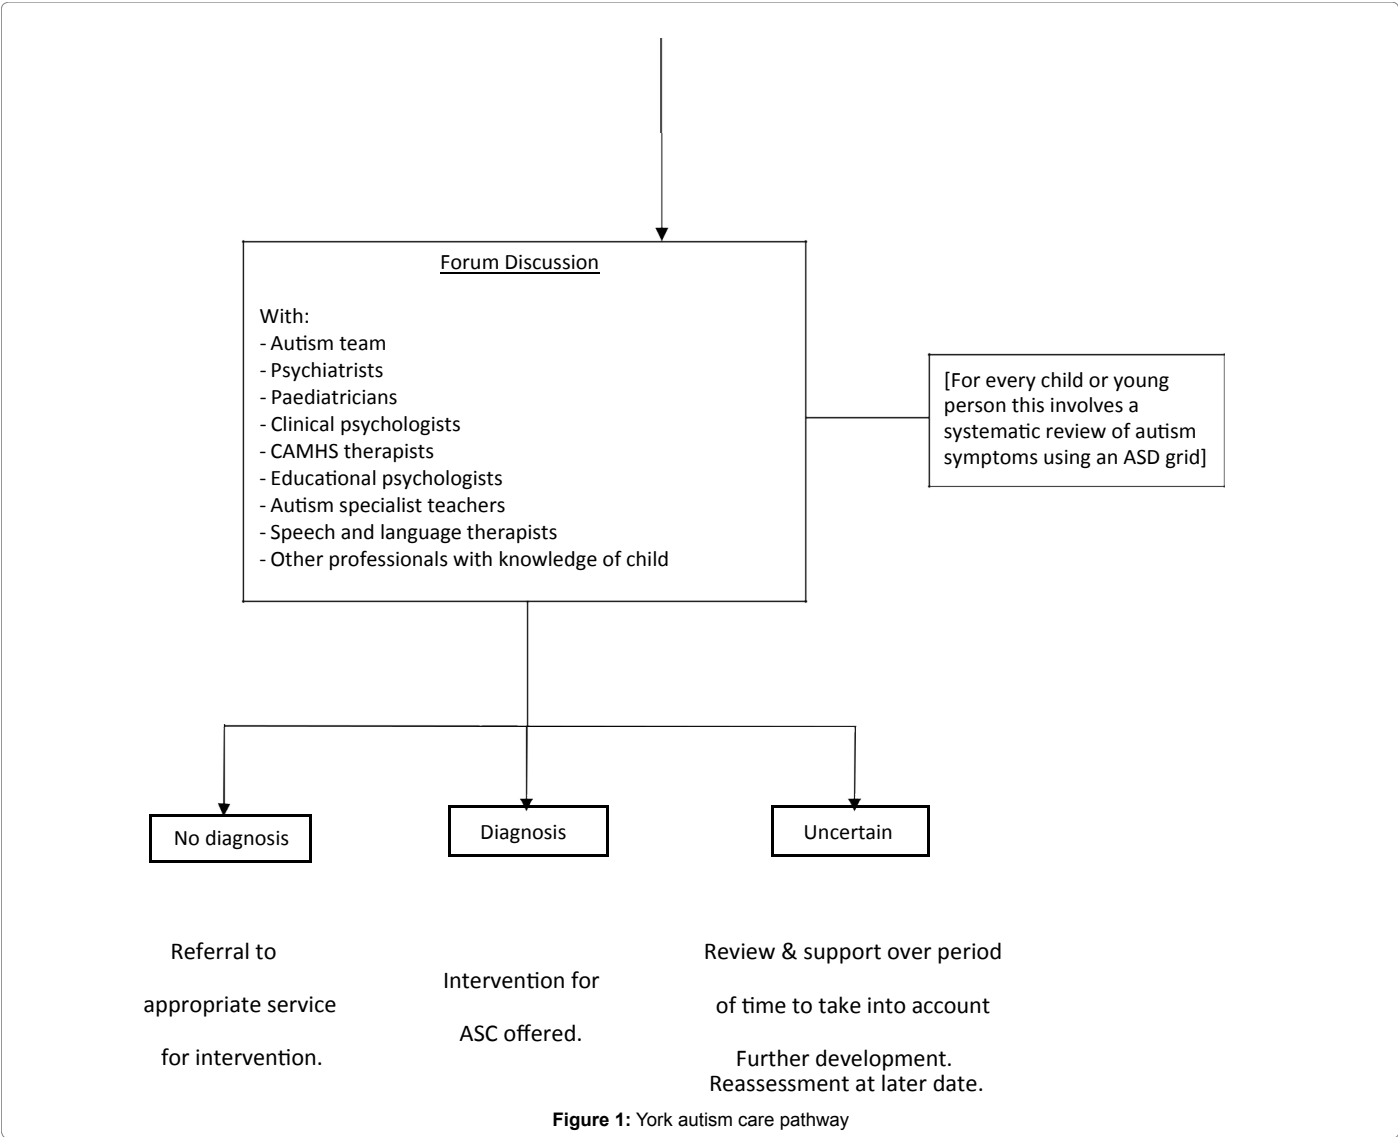 Forum Discussion
With:
- Autism team
- Psychiatrists
- Paediatricians
- Clinical psychologists
- CAMHS therapists
- Educational psychologists
- Autism specialist teachers
- Speech and language therapists
- Other professionals with knowledge of child
[For every child or young
person this involves a
systematic review of autism
symptoms using an ASD grid]
No diagnosis
Diagnosis
Uncertain
Referral to
appropriate service
for intervention.
Intervention for
ASC offered.
Review & support over period
of time to take into account
Further development.
Reassessment at later date.
Figure 1: York autism care pathway